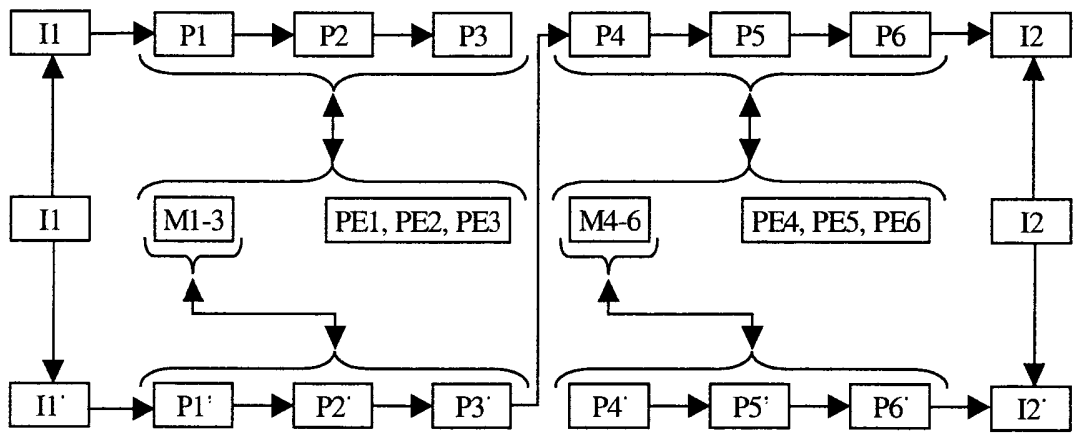 I1 P1 P2 P3 P4 P5 P6 I2
I1 M1-3 PE1, PE2, PE3 M4-6 PE4, PE5, PE6 I2
I1' P1' P2' P3' P4' P5' P6' I2'